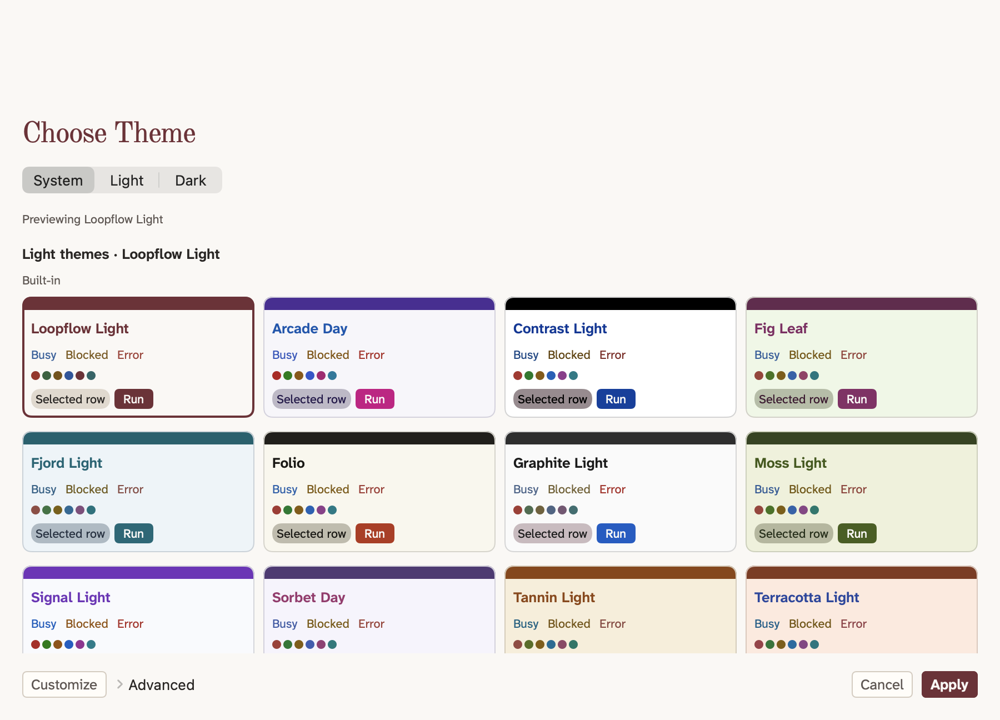 Choose Theme
System Light Dark
Previewing Loopflow Light
Light themes · Loopflow Light
Built-in
Loopflow Light
Busy Blocked Error
Selected row Run
Arcade Day
Busy Blocked Error
Selected row Run
Contrast Light
Busy Blocked Error
Selected row Run
Fig Leaf
Busy Blocked Error
Selected row Run
Fjord Light
Busy Blocked Error
Selected row Run
Folio
Busy Blocked Error
Selected row Run
Graphite Light
Busy Blocked Error
Selected row Run
Moss Light
Busy Blocked Error
Selected row Run
Signal Light
Busy Blocked Error
Sorbet Day
Busy Blocked Error
Tannin Light
Busy Blocked Error
Terracotta Light
Busy Blocked Error
Customize Advanced Cancel Apply